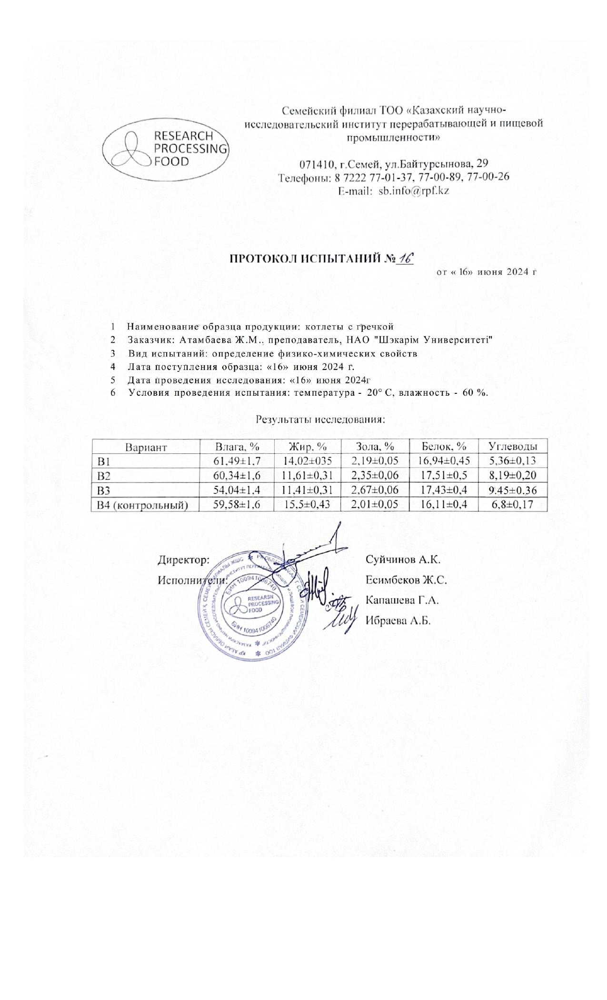 RESEARCH
PROCESSING
FOOD
Семейский филиал ТОО «Казахский научно-
исследовательский институт перерабатывающей и пищевой
промышленности»
071410, г.Семей, ул.Байтурсынова, 29
Телефоны: 8 7222 77-01-37, 77-00-89, 77-00-26
E-mail: sb.info@rpf.kz
ПРОТОКОЛ ИСПЫТАНИЙ № 16
от « 16» июня 2024 г
1 Наименование образца продукции: котлеты с гречкой
2 Заказчик: Атамбаева Ж.М., преподаватель, НАО "Шэкарім Университеті"
3 Вид испытаний: определение физико-химических свойств
4 Лата поступления образца: «16» июня 2024 г.
5 Дата проведения исследования: «16» июня 2024г
6 Условия проведения испытания: температура - 20° С, влажность - 60 %.
Результаты исследования:
Вариант Влага, % Жир, % Зола, % Белок, % Углеводы
В1 61,49±1,7 14,02±035 2,19±0,05 16,94±0,45 5,36±0,13
В2 60,34±1,6 11,61±0,31 2,35±0,06 17,51±0,5 8,19±0,20
В3 54,04±1,4 11,41±0,31 2,67±0,06 17,43±0,4 9.45±0.36
В4 (контрольный) 59,58±1,6 15,5±0,43 2,01±0,05 16,11±0,4 6,8±0,17
Директор: Суйчинов А.К.
Исполнители: Есимбеков Ж.С.
Капашева Г.А.
Ибраева А.Б.
БИН 100941006740
RESEARSH
PROCESSING
FOOD
БИН 100941006740